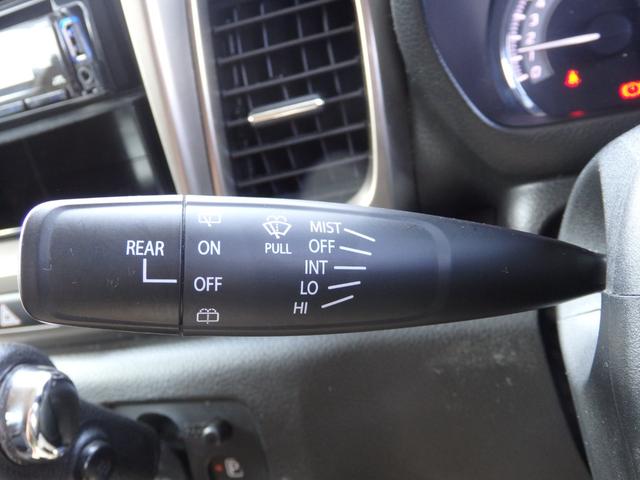 REAR
ON
OFF
PULL
MIST
OFF
INT
LO
HI